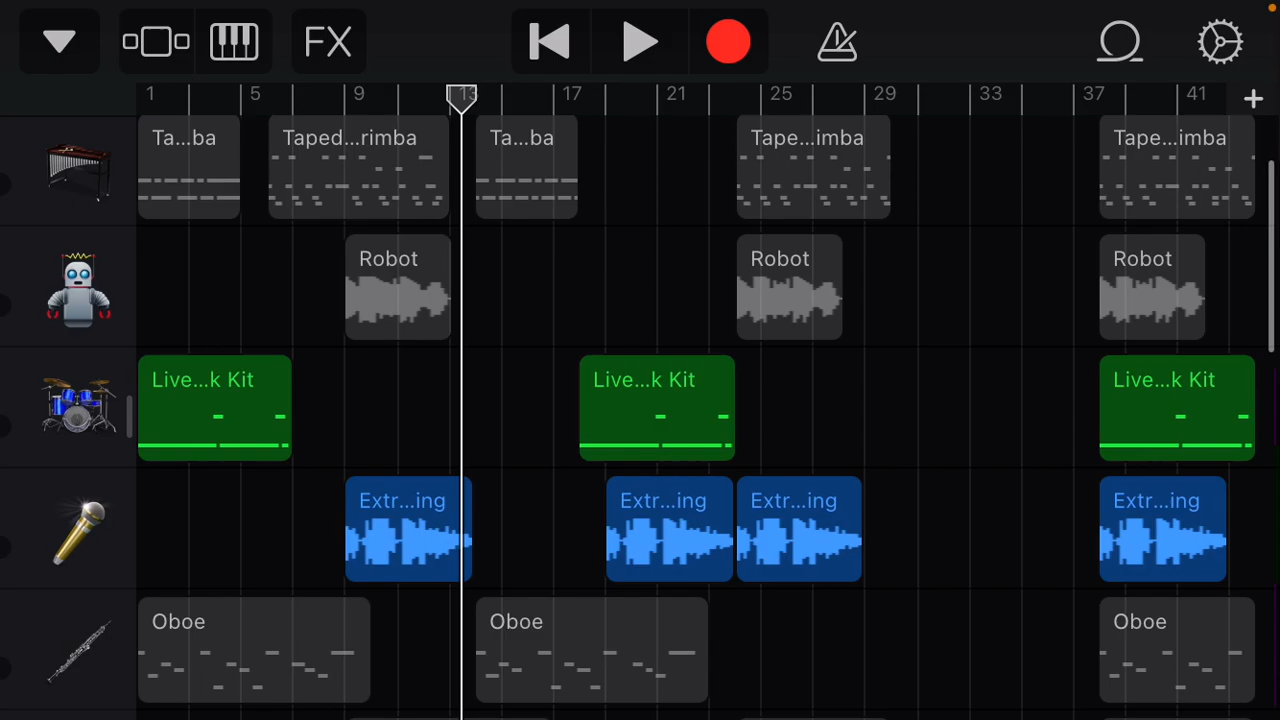 FX
1 5 9 13 17 21 25 29 33 37 41 +
Ta...ba Taped...rimba Ta...ba Tape...imba Tape...imba
Robot Robot Robot
Live...k Kit Live...k Kit Live...k Kit
Extr...ing Extr...ing Extr...ing Extr...ing
Oboe Oboe Oboe